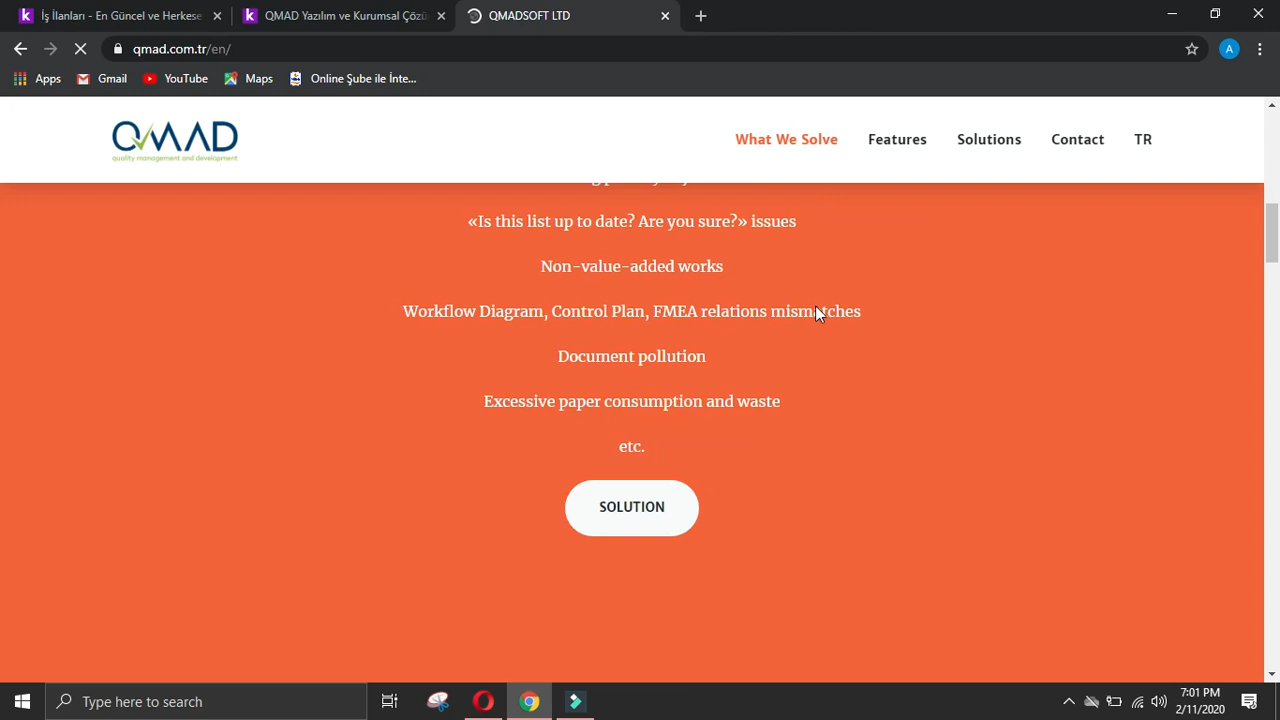 İş İlanları - En Güncel ve Hekese
QMAD Yazılım ve Kurumsal Çözü
QMADSOFT LTD
qmad.com.tr/en/
A
Apps
Gmail
YouTube
Maps
Online Şube ile İnte...
QMAD
quality management and development
What We Solve
Features
Solutions
Contact
TR
«Is this list up to date? Are you sure?» issues
Non-value-added works
Workflow Diagram, Control Plan, FMEA relations mismatches
Document pollution
Excessive paper consumption and waste
etc.
SOLUTION
Type here to search
7:01 PM
2/11/2020